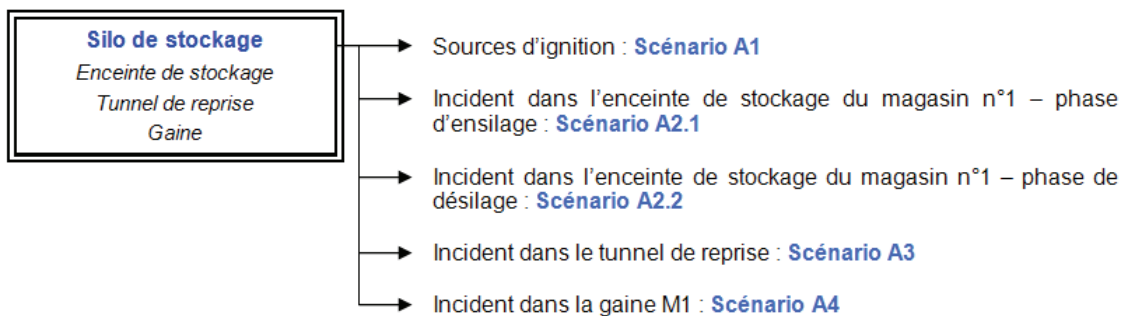 Silo de stockage
Enceinte de stockage
Tunnel de reprise
Gaine
Sources d'ignition : Scénario A1
Incident dans l'enceinte de stockage du magasin n°1 – phase
d'ensilage : Scénario A2.1
Incident dans l'enceinte de stockage du magasin n°1 – phase de
désilage : Scénario A2.2
Incident dans le tunnel de reprise : Scénario A3
Incident dans la gaine M1 : Scénario A4